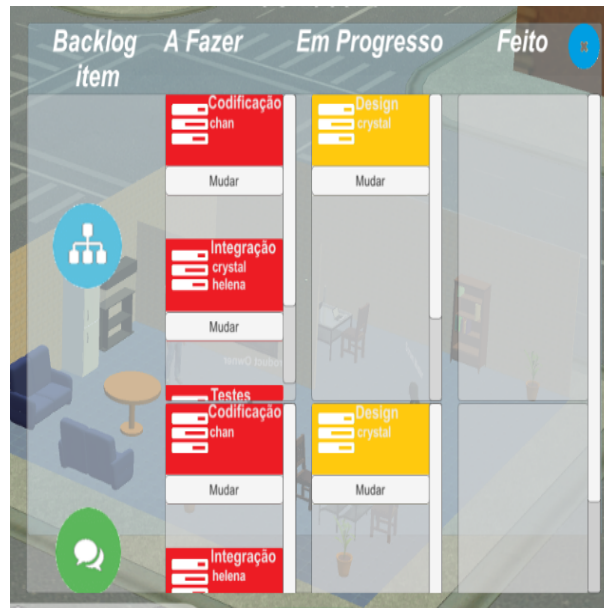 Backlog item
A Fazer
Em Progresso
Feito
Codificação
chan
Mudar
Integração
crystal
helena
Mudar
Testes
Design
crystal
Mudar
Codificação
chan
Mudar
Integração
helena
Design
crystal
Mudar